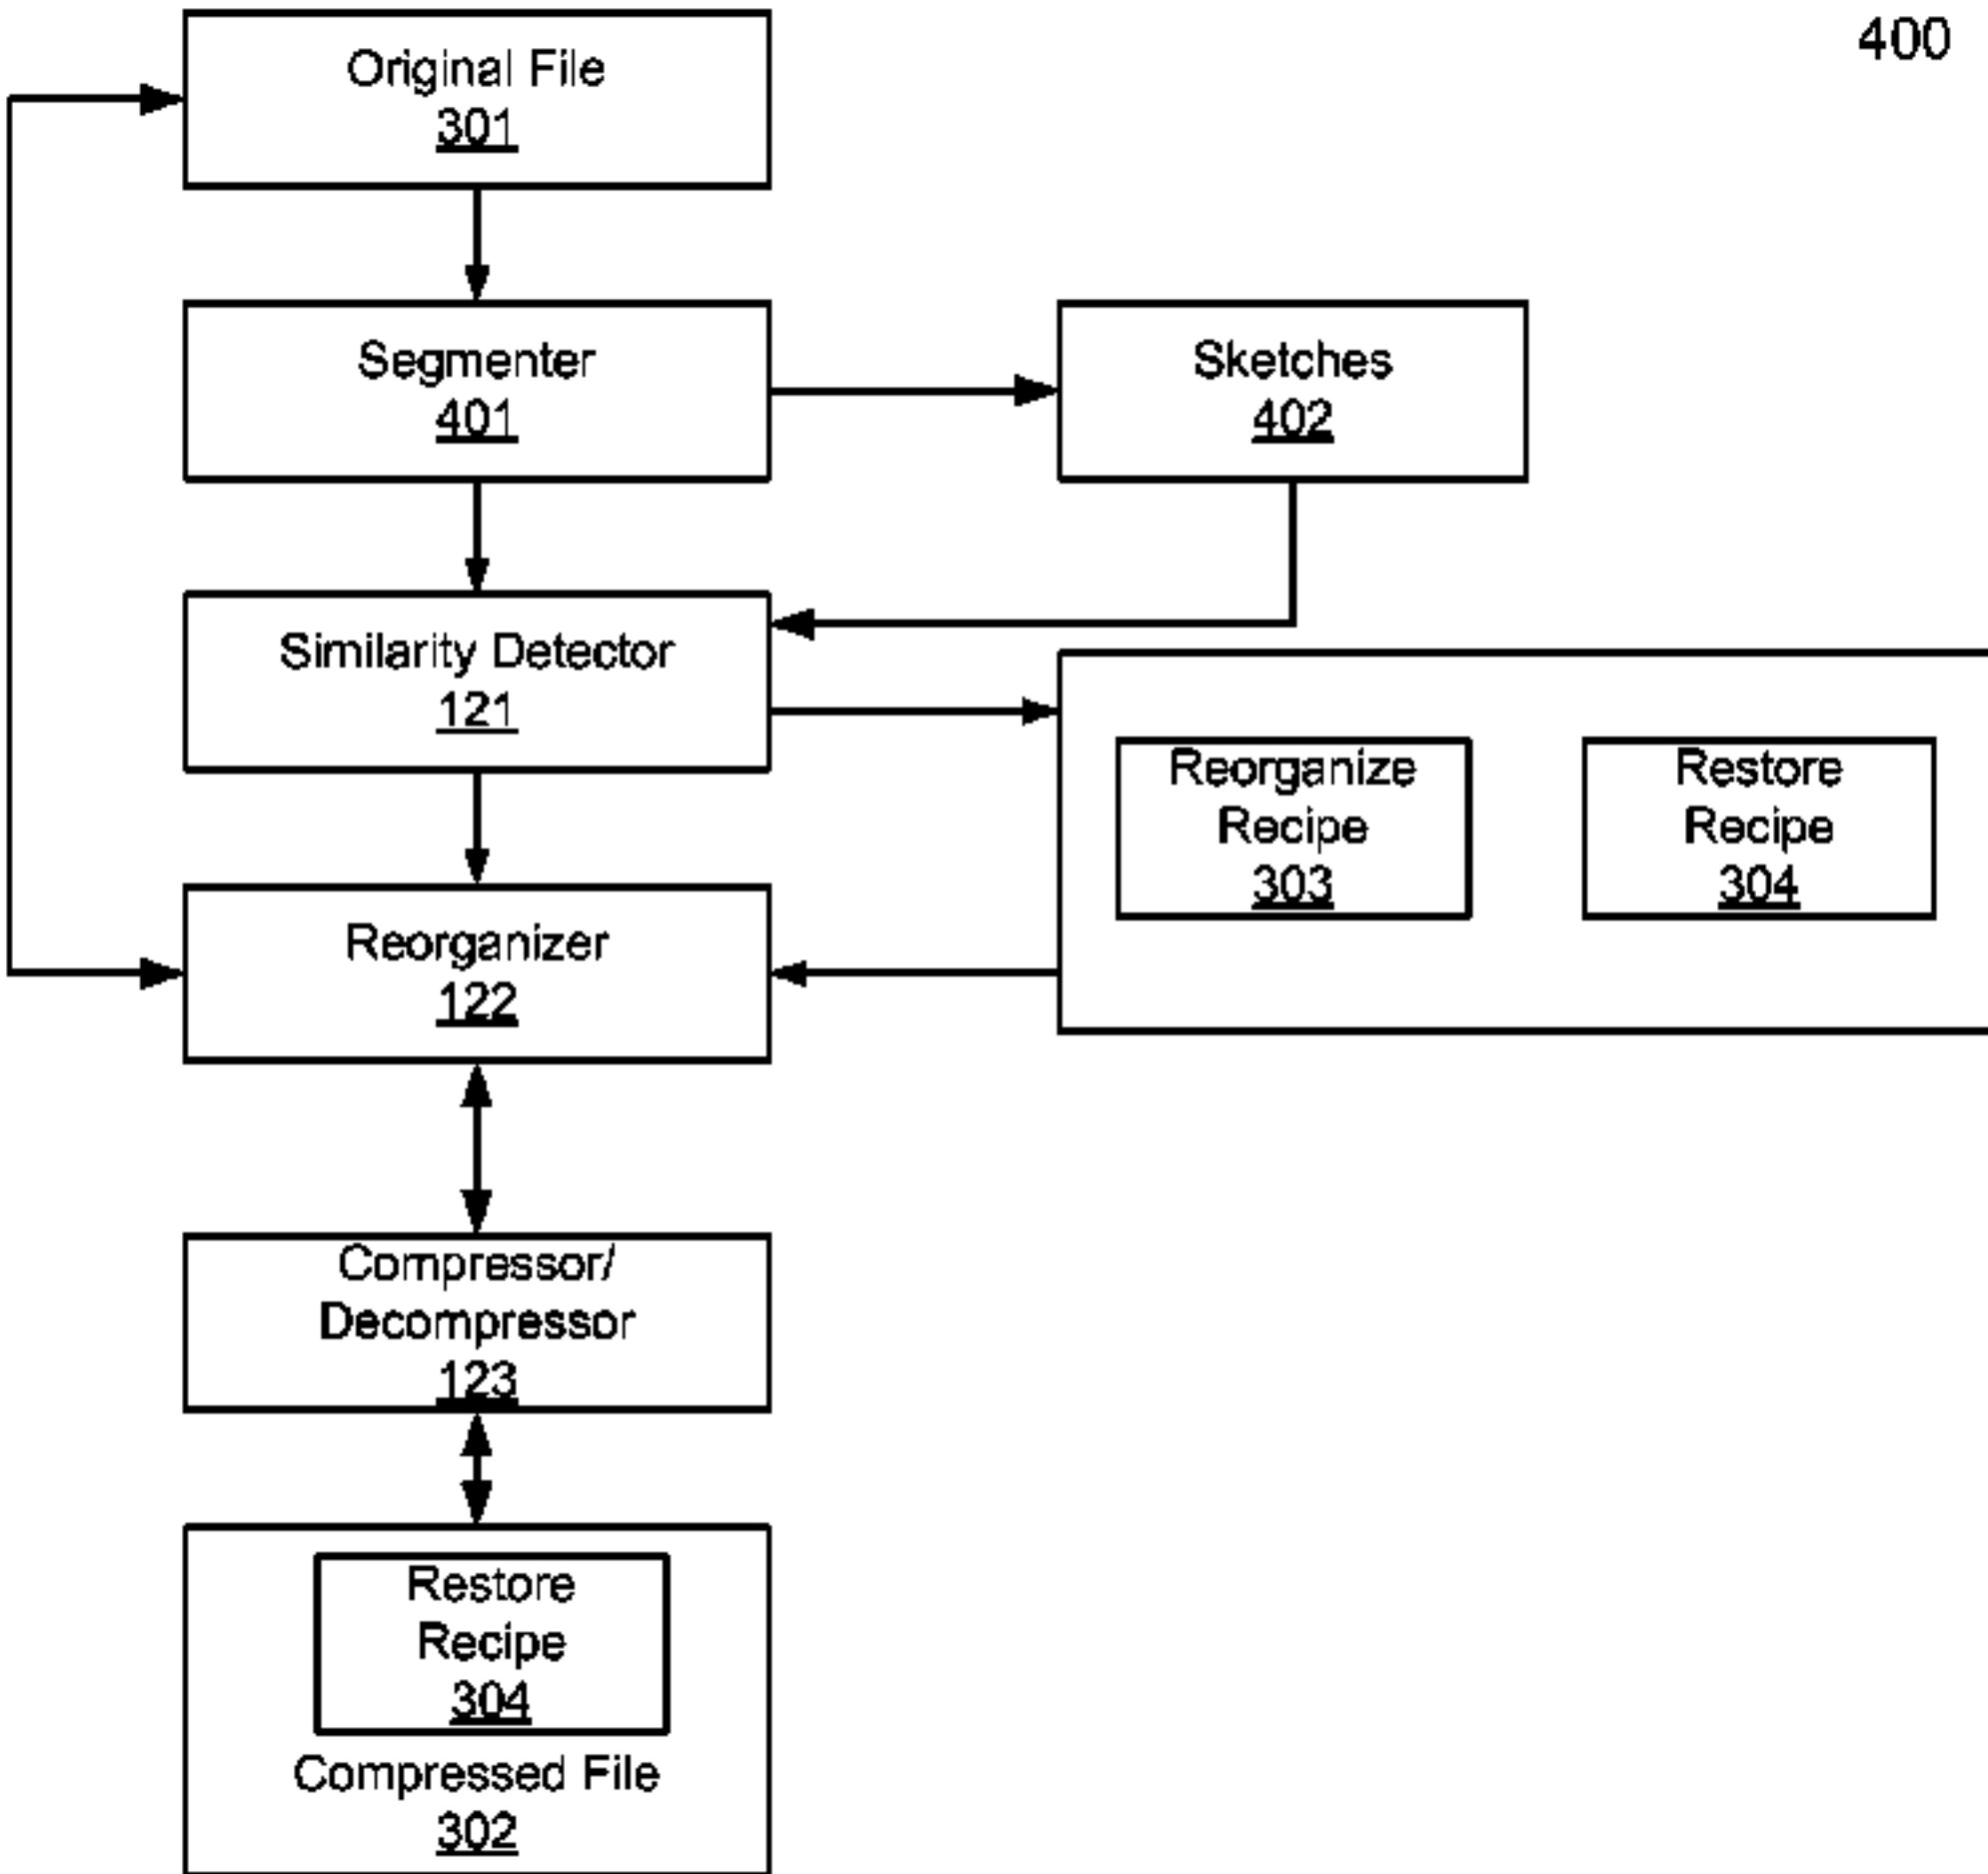 400
Original File
301
Segmenter
401
Sketches
402
Similarity Detector
121
Reorganize
Recipe
303
Restore
Recipe
304
Reorganizer
122
Compressor/
Decompressor
123
Restore
Recipe
304
Compressed File
302